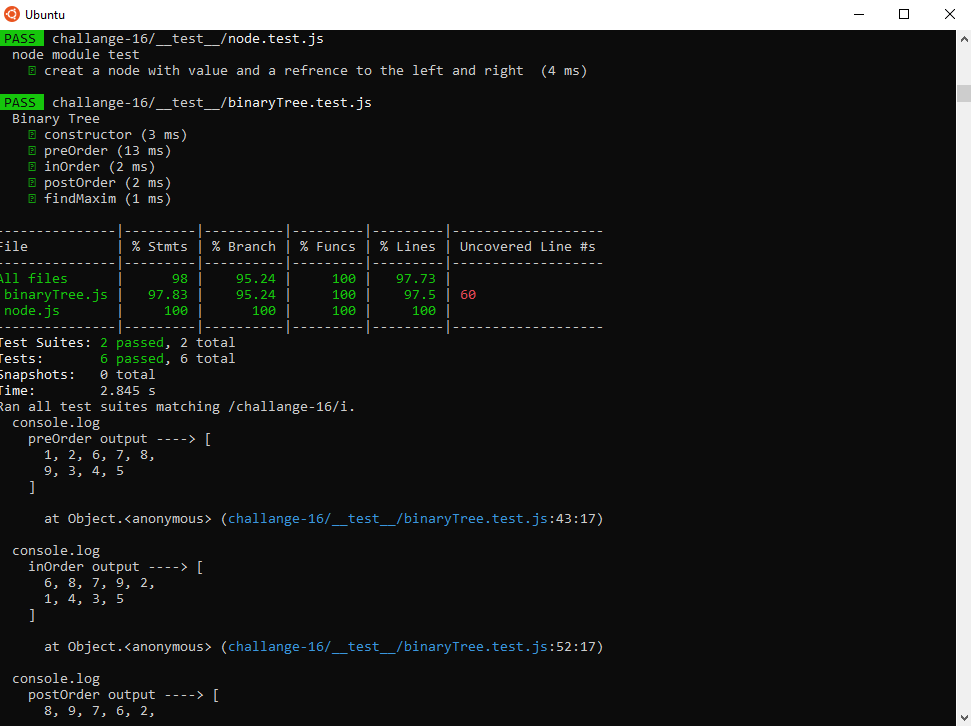 Ubuntu
PASS challange-16/__test__/node.test.js
node module test
creat a node with value and a refrence to the left and right (4 ms)
PASS challange-16/__test__/binaryTree.test.js
Binary Tree
constructor (3 ms)
preOrder (13 ms)
inOrder (2 ms)
postOrder (2 ms)
findMaxim (1 ms)
---------------|---------|----------|---------|---------|-------------------
File | % Stmts | % Branch | % Funcs | % Lines | Uncovered Line #s
---------------|---------|----------|---------|---------|-------------------
All files | 98 | 95.24 | 100 | 97.73 |
binaryTree.js | 97.83 | 95.24 | 100 | 97.5 | 60
node.js | 100 | 100 | 100 | 100 |
---------------|---------|----------|---------|---------|-------------------
Test Suites: 2 passed, 2 total
Tests: 6 passed, 6 total
Snapshots: 0 total
Time: 2.845 s
Ran all test suites matching /challange-16/i.
console.log
preOrder output ----> [
1, 2, 6, 7, 8,
9, 3, 4, 5
]
at Object.<anonymous> (challange-16/__test__/binaryTree.test.js:43:17)
console.log
inOrder output ----> [
6, 8, 7, 9, 2,
1, 4, 3, 5
]
at Object.<anonymous> (challange-16/__test__/binaryTree.test.js:52:17)
console.log
postOrder output ----> [
8, 9, 7, 6, 2,